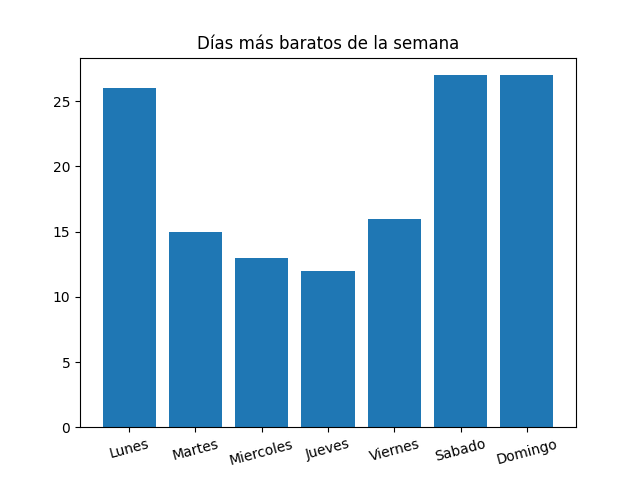 Días más baratos de la semana
25
20
15
10
5
0
Lunes
Martes
Miercoles
Jueves
Viernes
Sabado
Domingo